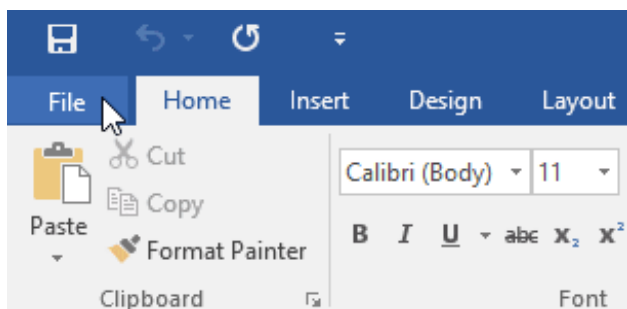 File Home Insert Design Layout
Cut
Calibri (Body) 11
Copy
Paste
B I U abc X₂ X²
Format Painter
Clipboard Font